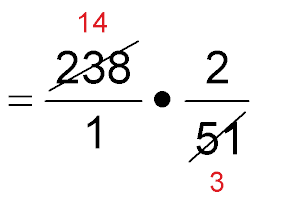 14
238 2
= — • —
1 51
3